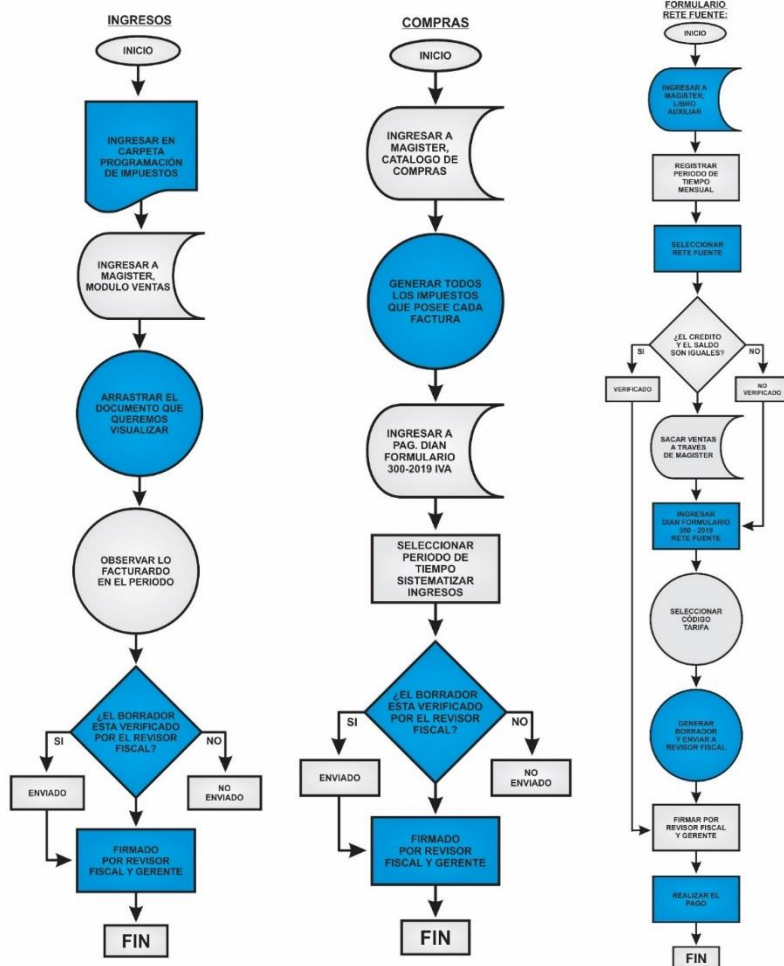 INGRESOS
INICIO
INGRESAR EN
CARPETA
PROGRAMACIÓN
DE IMPUESTOS
INGRESAR A
MAGISTER,
MODULO VENTAS
ARRASTRAR EL
DOCUMENTO QUE
QUEREMOS
VISUALIZAR
OBSERVAR LO
FACTURARDO
EN EL PERIODO
¿EL BORRADOR
ESTA VERIFICADO
POR EL REVISOR
FISCAL?
SI
NO
ENVIADO
NO
ENVIADO
FIRMADO
POR REVISOR
FISCAL Y GERENTE
FIN
COMPRAS
INICIO
INGRESAR A
MAGISTER,
CATALOGO DE
COMPRAS
GENERAR TODOS
LOS IMPUESTOS
QUE POSEE CADA
FACTURA
INGRESAR A
PAG. DIAN
FORMULARIO
300-2019 IVA
SELECCIONAR
PERIODO DE
TIEMPO
SISTEMATIZAR
INGRESOS
¿EL BORRADOR
ESTA VERIFICADO
POR EL REVISOR
FISCAL?
SI
NO
ENVIADO
NO
ENVIADO
FIRMADO
POR REVISOR
FISCAL Y GERENTE
FIN
FORMULARIO
RETE FUENTE:
INICIO
INGRESAR A
MAGISTER,
LIBRO
AUXILIAR
REGISTRAR
PERIODO DE
TIEMPO
MENSUAL
SELECCIONAR
RETE FUENTE
¿EL CREDITO
Y EL SALDO
SON IGUALES?
SI
NO
VERIFICADO
NO
VERIFICADO
SACAR VENTAS
A TRAVÉS
DE MAGISTER
INGRESAR
DIAN FORMULARIO
350 - 2019
RETE FUENTE
SELECCIONAR
CÓDIGO
TARIFA
GENERAR
BORRADOR
Y ENVIAR A
REVISOR FISCAL
FIRMAR POR
REVISOR FISCAL
Y GERENTE
REALIZAR EL
PAGO
FIN